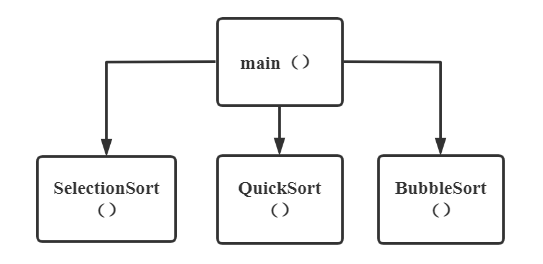 main （）
SelectionSort
（）
QuickSort
（）
BubbleSort
（）